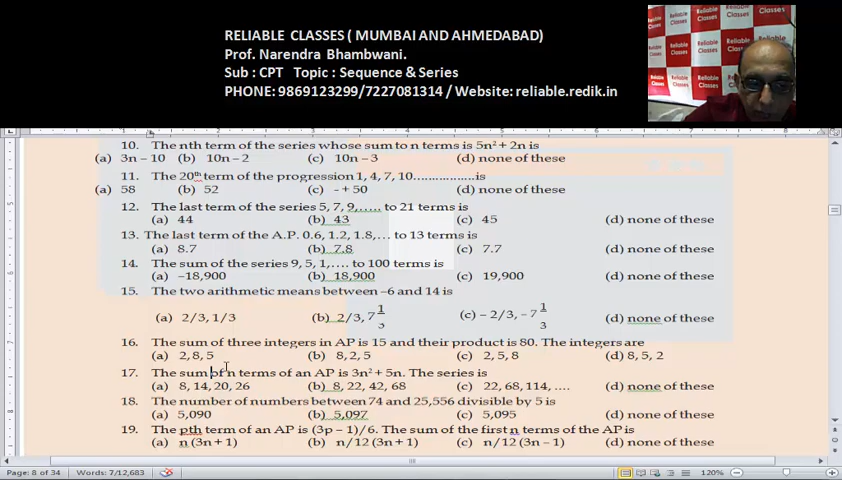 RELIABLE CLASSES ( MUMBAI AND AHMEDABAD)
Prof. Narendra Bhambwani.
Sub : CPT Topic : Sequence & Series
PHONE: 9869123299/7227081314 / Website: reliable.redik.in
10. The nth term of the series whose sum to n terms is 5n² + 2n is
(a) 3n – 10 (b) 10n – 2 (c) 10n – 3 (d) none of these
11. The 20th term of the progression 1, 4, 7, 10................is
(a) 58 (b) 52 (c) - + 50 (d) none of these
12. The last term of the series 5, 7, 9,..... to 21 terms is
(a) 44 (b) 43 (c) 45 (d) none of these
13. The last term of the A.P. 0.6, 1.2, 1.8,... to 13 terms is
(a) 8.7 (b) 7.8 (c) 7.7 (d) none of these
14. The sum of the series 9, 5, 1,.... to 100 terms is
(a) –18,900 (b) 18,900 (c) 19,900 (d) none of these
15. The two arithmetic means between –6 and 14 is
(a) 2/3, 1/3 (b) 2/3, 7 1/3 (c) – 2/3, – 7 1/3 (d) none of these
16. The sum of three integers in AP is 15 and their product is 80. The integers are
(a) 2, 8, 5 (b) 8, 2, 5 (c) 2, 5, 8 (d) 8, 5, 2
17. The sum of n terms of an AP is 3n² + 5n. The series is
(a) 8, 14, 20, 26 (b) 8, 22, 42, 68 (c) 22, 68, 114, .... (d) none of these
18. The number of numbers between 74 and 25,556 divisible by 5 is
(a) 5,090 (b) 5,097 (c) 5,095 (d) none of these
19. The pth term of an AP is (3p – 1)/6. The sum of the first n terms of the AP is
(a) n (3n + 1) (b) n/12 (3n + 1) (c) n/12 (3n – 1) (d) none of these
Page: 8 of 34 Words: 7/12,683 120%